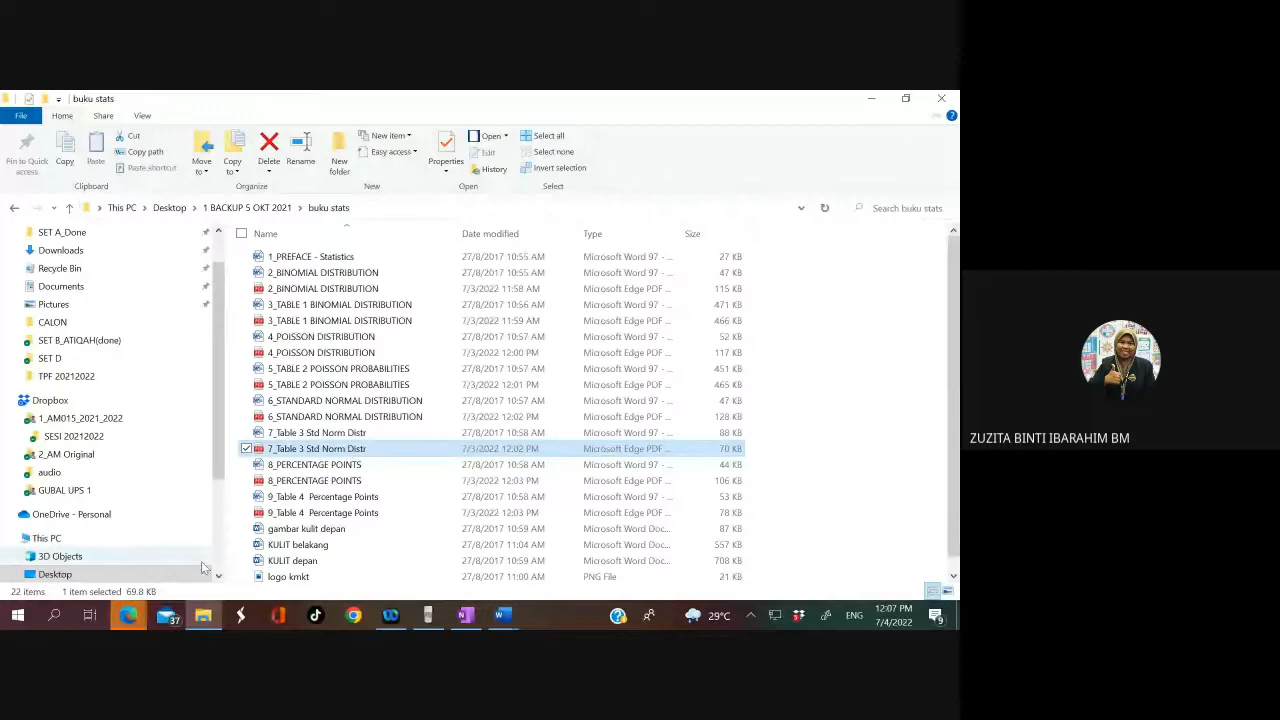 buku stats
File Home Share View
Pin to Quick access
Copy
Paste
Cut
Copy path
Paste shortcut
Clipboard
Move to
Copy to
Delete
Rename
Organize
New folder
New item
Easy access
New
Properties
Open
Edit
History
Open
Select all
Select none
Invert selection
Select
This PC > Desktop > 1 BACKUP 5 OKT 2021 > buku stats
Search buku stats
SET A_Done
Downloads
Recycle Bin
Documents
Pictures
CALON
SET B_ATIQAH(done)
SET D
TPF 20212022
Dropbox
1_AM015_2021_2022
SESI 20212022
2_AM Original
audio
GUBAL UPS 1
OneDrive - Personal
This PC
3D Objects
Desktop
Name Date modified Type Size
1_PREFACE - Statistics 27/8/2017 10:55 AM Microsoft Word 97 - ... 27 KB
2_BINOMIAL DISTRIBUTION 27/8/2017 10:55 AM Microsoft Word 97 - ... 47 KB
2_BINOMIAL DISTRIBUTION 7/3/2022 11:58 AM Microsoft Edge PDF ... 115 KB
3_TABLE 1 BINOMIAL DISTRIBUTION 27/8/2017 10:56 AM Microsoft Word 97 - ... 471 KB
3_TABLE 1 BINOMIAL DISTRIBUTION 7/3/2022 11:59 AM Microsoft Edge PDF ... 466 KB
4_POISSON DISTRIBUTION 27/8/2017 10:57 AM Microsoft Word 97 - ... 52 KB
4_POISSON DISTRIBUTION 7/3/2022 12:00 PM Microsoft Edge PDF ... 117 KB
5_TABLE 2 POISSON PROBABILITIES 27/8/2017 10:57 AM Microsoft Word 97 - ... 451 KB
5_TABLE 2 POISSON PROBABILITIES 7/3/2022 12:01 PM Microsoft Edge PDF ... 465 KB
6_STANDARD NORMAL DISTRIBUTION 27/8/2017 10:57 AM Microsoft Word 97 - ... 47 KB
6_STANDARD NORMAL DISTRIBUTION 7/3/2022 12:02 PM Microsoft Edge PDF ... 128 KB
7_Table 3 Std Norm Distr 27/8/2017 10:58 AM Microsoft Word 97 - ... 88 KB
7_Table 3 Std Norm Distr 7/3/2022 12:02 PM Microsoft Edge PDF ... 70 KB
8_PERCENTAGE POINTS 27/8/2017 10:58 AM Microsoft Word 97 - ... 44 KB
8_PERCENTAGE POINTS 7/3/2022 12:03 PM Microsoft Edge PDF ... 106 KB
9_Table 4 Percentage Points 27/8/2017 10:58 AM Microsoft Word 97 - ... 53 KB
9_Table 4 Percentage Points 7/3/2022 12:03 PM Microsoft Edge PDF ... 78 KB
gambar kulit depan 27/8/2017 10:59 AM Microsoft Word Doc... 87 KB
KULIT belakang 27/8/2017 11:04 AM Microsoft Word Doc... 557 KB
KULIT depan 27/8/2017 10:59 AM Microsoft Word Doc... 708 KB
logo kmkt 27/8/2017 11:00 AM PNG File 21 KB
22 items 1 item selected 69.8 KB
37
29°C
ENG
12:07 PM
7/4/2022
9
ZUZITA BINTI IBARAHIM BM